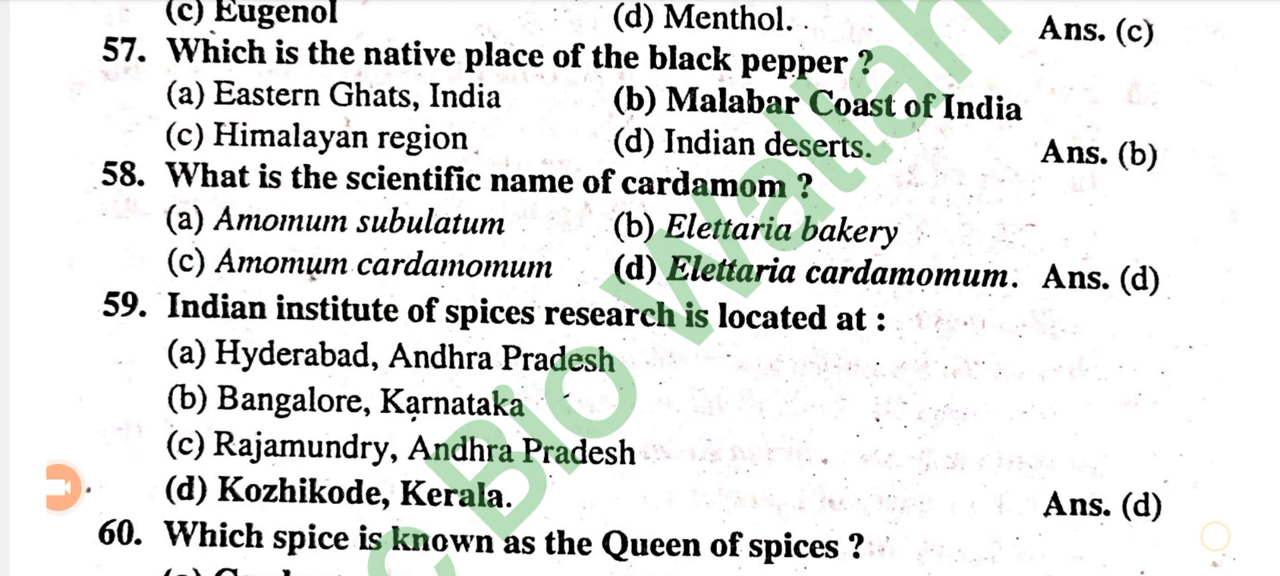 (c) Eugenol (d) Menthol. Ans. (c)
57. Which is the native place of the black pepper ?
(a) Eastern Ghats, India (b) Malabar Coast of India
(c) Himalayan region (d) Indian deserts. Ans. (b)
58. What is the scientific name of cardamom ?
(a) Amomum subulatum (b) Elettaria bakery
(c) Amomum cardamomum (d) Elettaria cardamomum. Ans. (d)
59. Indian institute of spices research is located at :
(a) Hyderabad, Andhra Pradesh
(b) Bangalore, Karnataka
(c) Rajamundry, Andhra Pradesh
(d) Kozhikode, Kerala. Ans. (d)
60. Which spice is known as the Queen of spices ?
c Bio Wallah